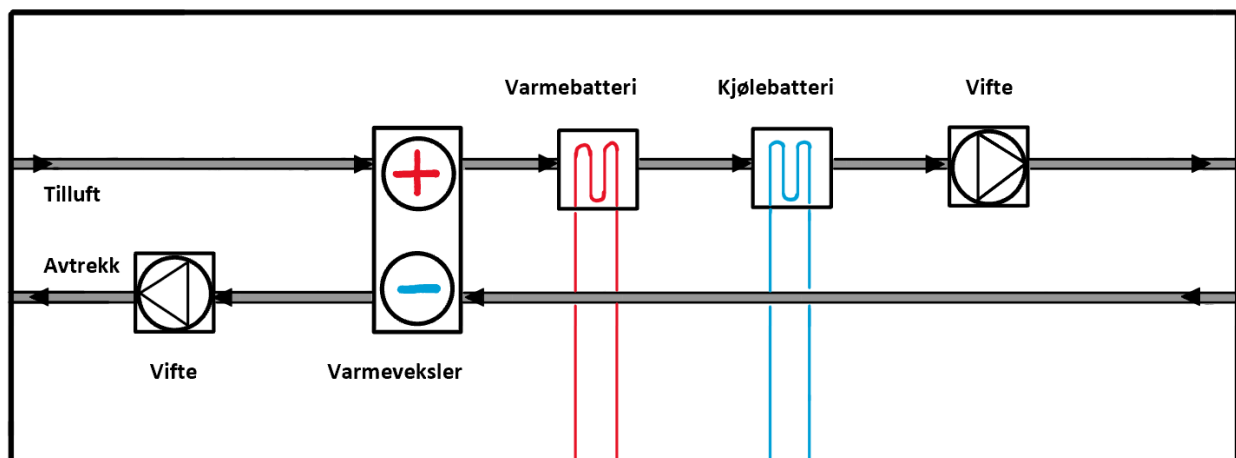 Varmebatteri
Kjølebatteri
Vifte
Tilluft
Avtrekk
Vifte
Varmeveksler